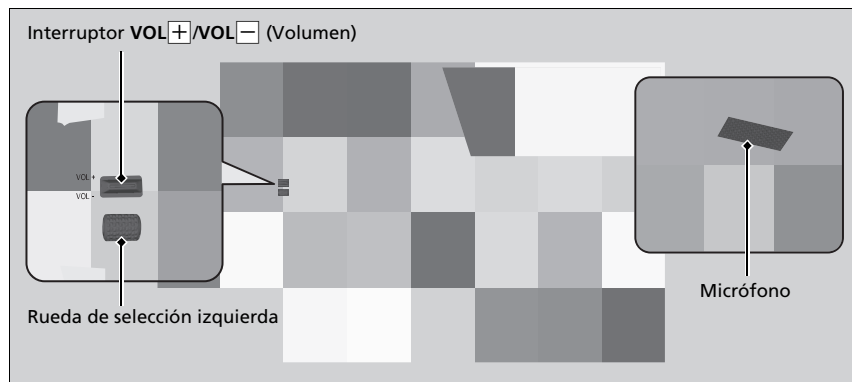 Interruptor VOL+/VOL− (Volumen)
VOL +
VOL -
Micrófono
Rueda de selección izquierda